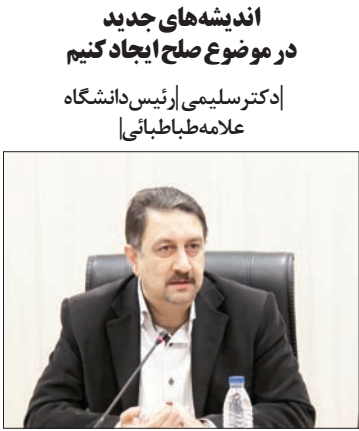 اندیشه‌های جدید
در موضوع صلح ایجاد کنیم
|دکتر سلیمی |رئیس دانشگاه
علامه طباطبائی|